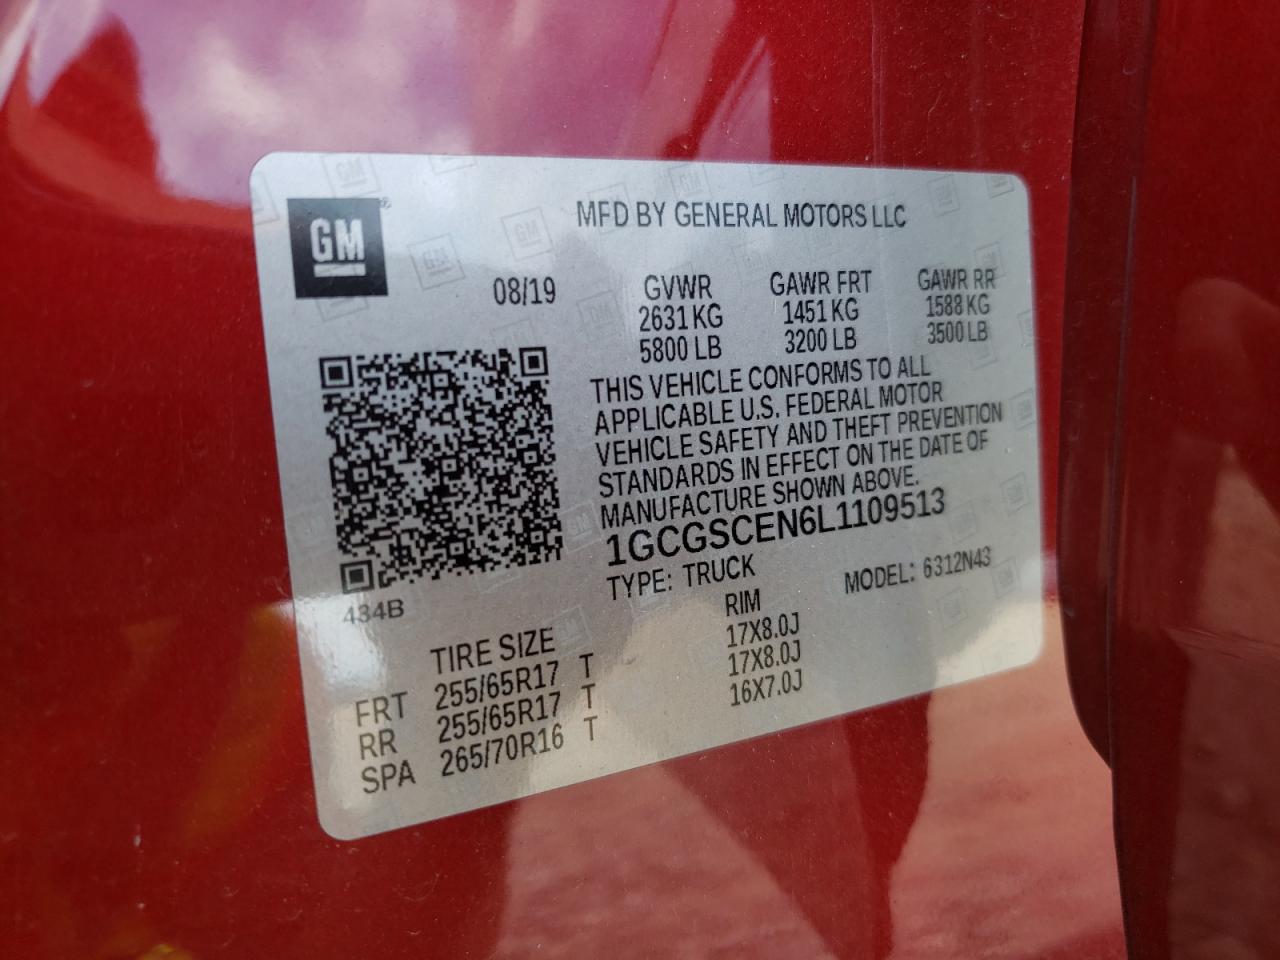 GM®
MFD BY GENERAL MOTORS LLC
08/19
GVWR GAWR FRT GAWR RR
2631 KG 1451 KG 1588 KG
5800 LB 3200 LB 3500 LB
THIS VEHICLE CONFORMS TO ALL
APPLICABLE U.S. FEDERAL MOTOR
VEHICLE SAFETY AND THEFT PREVENTION
STANDARDS IN EFFECT ON THE DATE OF
MANUFACTURE SHOWN ABOVE.
1GCGSCEN6L1109513
TYPE: TRUCK MODEL: 6312N43
434B
TIRE SIZE RIM
FRT 255/65R17 T 17X8.0J
RR 255/65R17 T 17X8.0J
SPA 265/70R16 T 16X7.0J